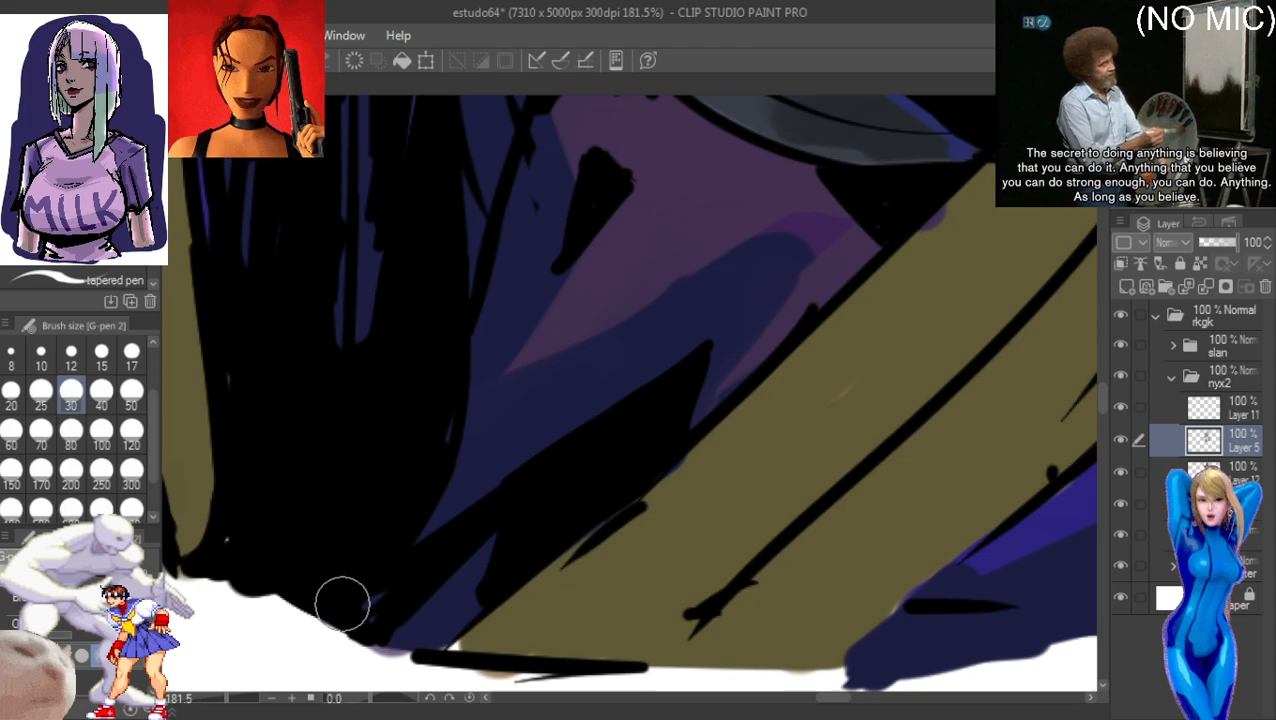 estudo64* (7310 x 5000px 300dpi 181.5%) - CLIP STUDIO PAINT PRO
(NO MIC)
Window Help
The secret to doing anything is believing
that you can do it. Anything that you believe
you can do strong enough, you can do. Anything.
As long as you believe.
MILK
tapered pen
Brush size [G-pen 2]
8 10 12 15 17
20 25 30 40 50
60 70 80 100 120
150 170 200 250 300
Layer
100
100 % Normal
rkgk
100 %
slan
100 %
nyx2
100 %
Layer 11
100 %
Layer 5
100 %
181.5
0.0